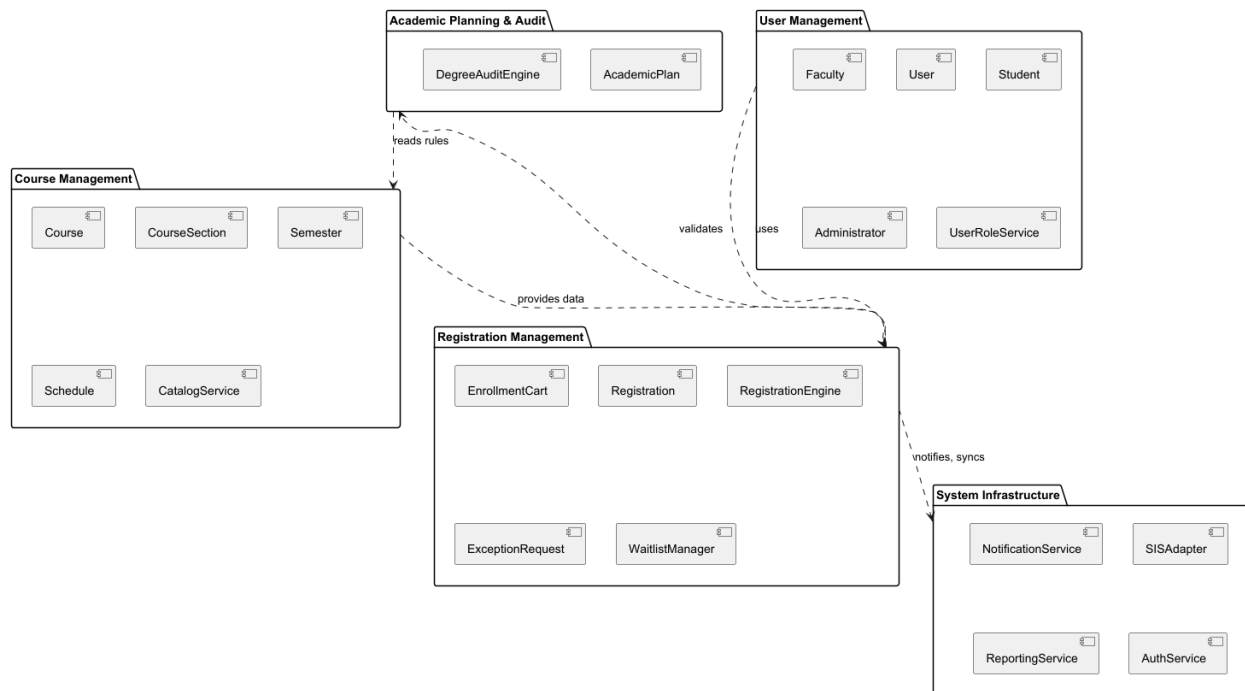 Academic Planning & Audit
DegreeAuditEngine
AcademicPlan
User Management
Faculty
User
Student
Administrator
UserRoleService
reads rules
validates
uses
Course Management
Course
CourseSection
Semester
Schedule
CatalogService
provides data
Registration Management
EnrollmentCart
Registration
RegistrationEngine
ExceptionRequest
WaitlistManager
notifies, syncs
System Infrastructure
NotificationService
SISAdapter
ReportingService
AuthService